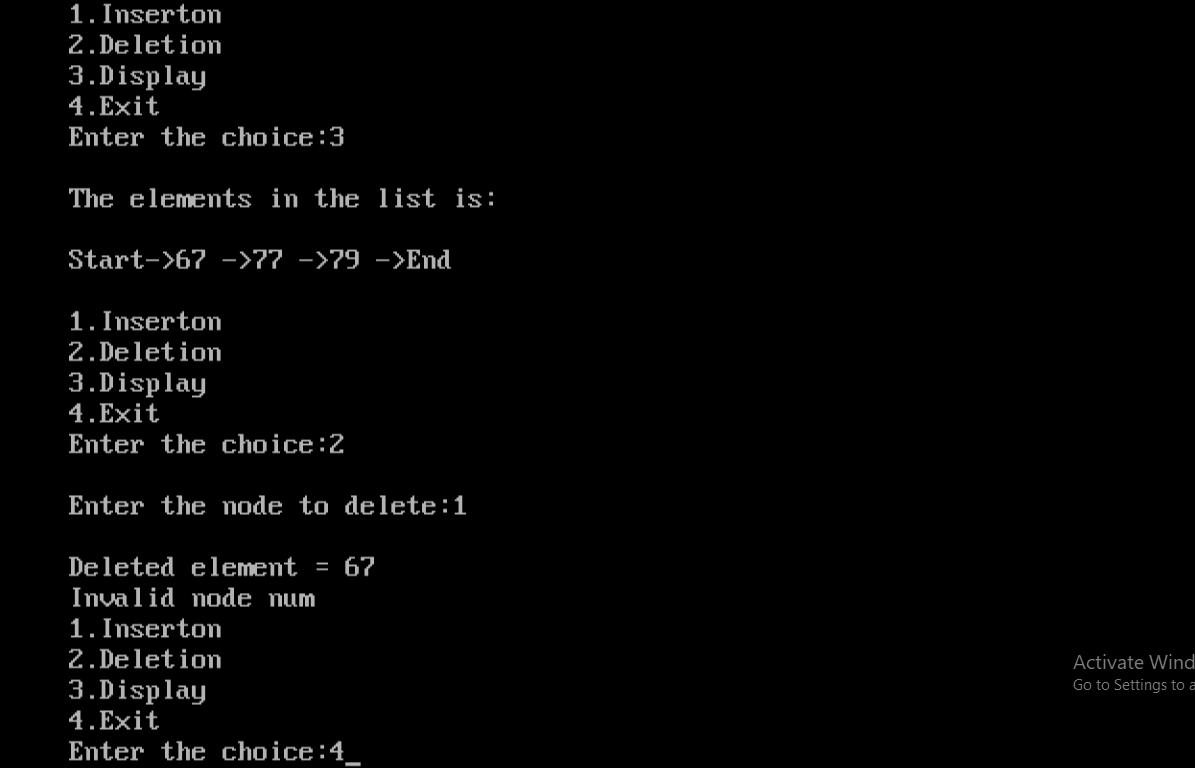 1.Inserton
2.Deletion
3.Display
4.Exit
Enter the choice:3
The elements in the list is:
Start->67 ->77 ->79 ->End
1.Inserton
2.Deletion
3.Display
4.Exit
Enter the choice:2
Enter the node to delete:1
Deleted element = 67
Invalid node num
1.Inserton
2.Deletion
3.Display
4.Exit
Enter the choice:4_
Activate Wind
Go to Settings to a